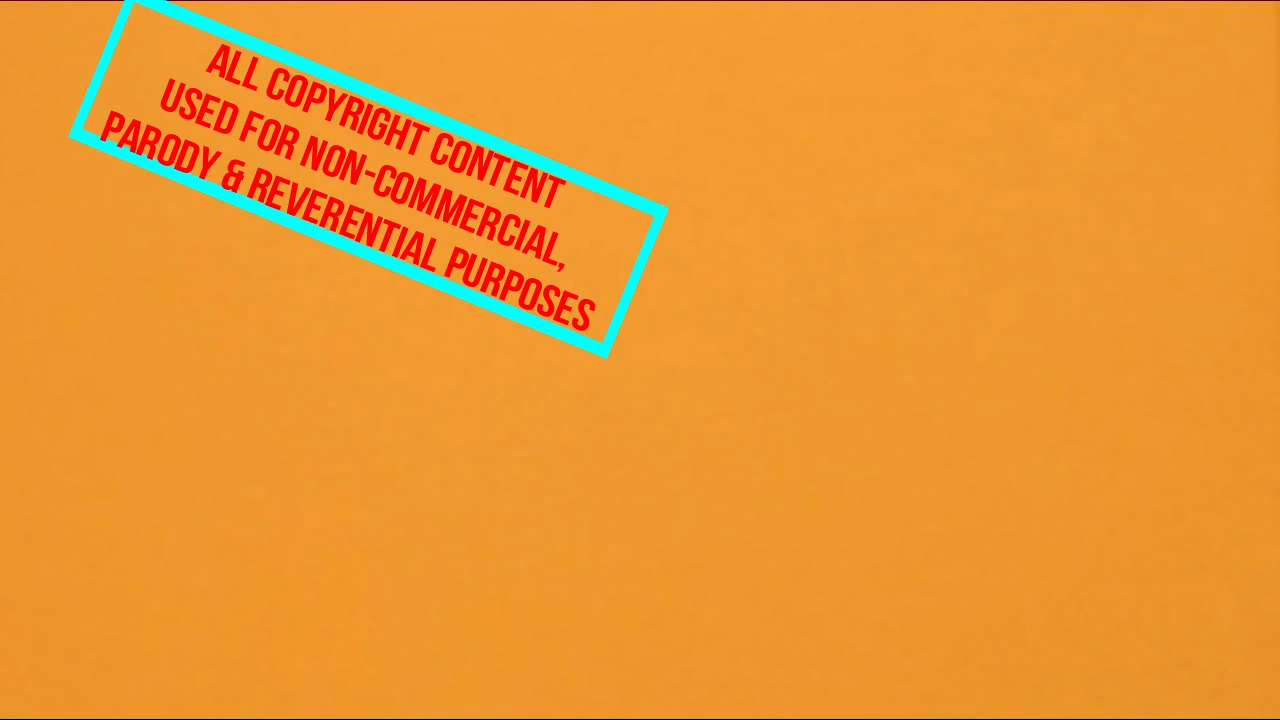 ALL COPYRIGHT CONTENT
USED FOR NON-COMMERCIAL,
PARODY & REVERENTIAL PURPOSES